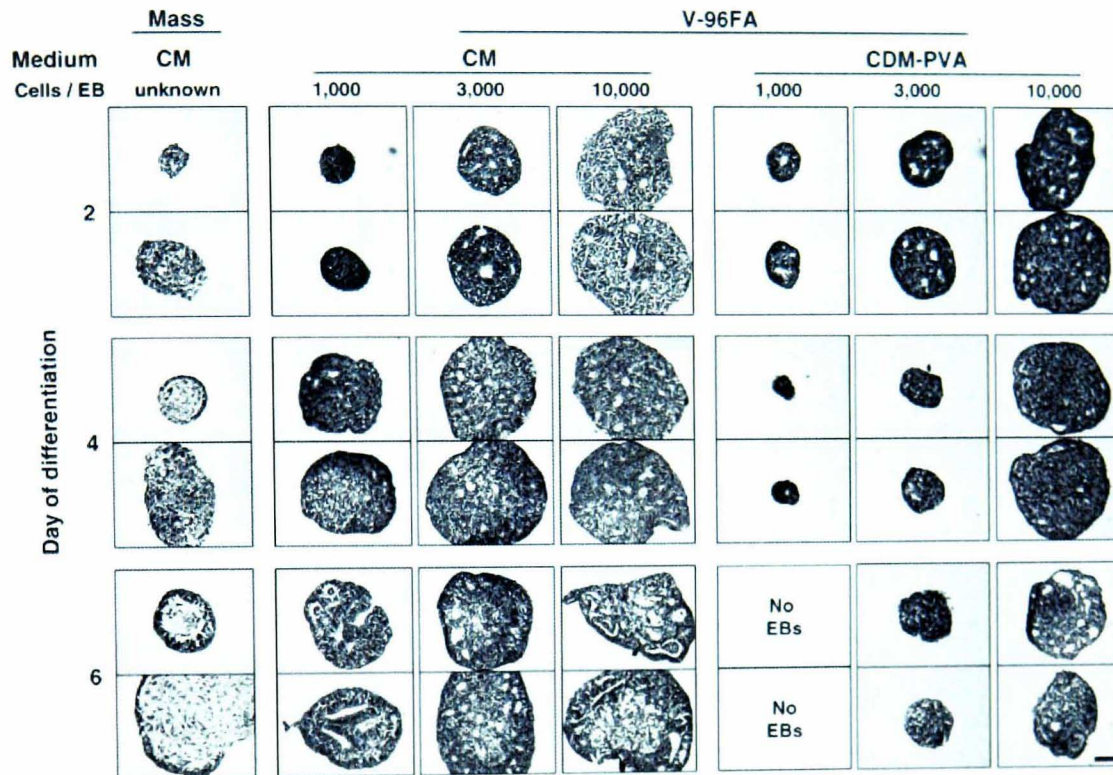 Mass V-96FA
Medium CM CM CDM-PVA
Cells / EB unknown 1,000 3,000 10,000 1,000 3,000 10,000
2
Day of differentiation
4
No
EBs
6
No
EBs